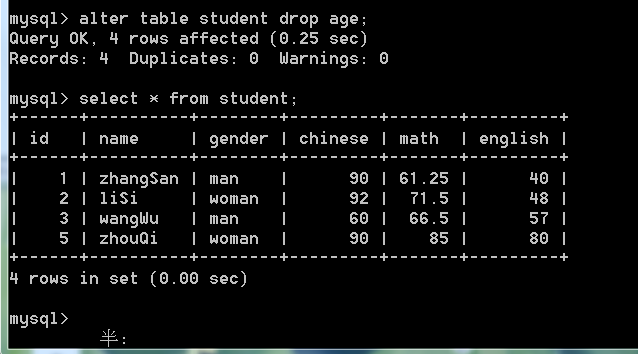 mysql> alter table student drop age;
Query OK, 4 rows affected (0.25 sec)
Records: 4  Duplicates: 0  Warnings: 0
mysql> select * from student;
+------+----------+--------+---------+-------+---------+
| id   | name     | gender | chinese | math  | english |
+------+----------+--------+---------+-------+---------+
|    1 | zhangSan | man    |      90 | 61.25 |      40 |
|    2 | liSi     | woman  |      92 |  71.5 |      48 |
|    3 | wangWu   | man    |      60 |  66.5 |      57 |
|    5 | zhouQi   | woman  |      90 |    85 |      80 |
+------+----------+--------+---------+-------+---------+
4 rows in set (0.00 sec)
mysql>
半: